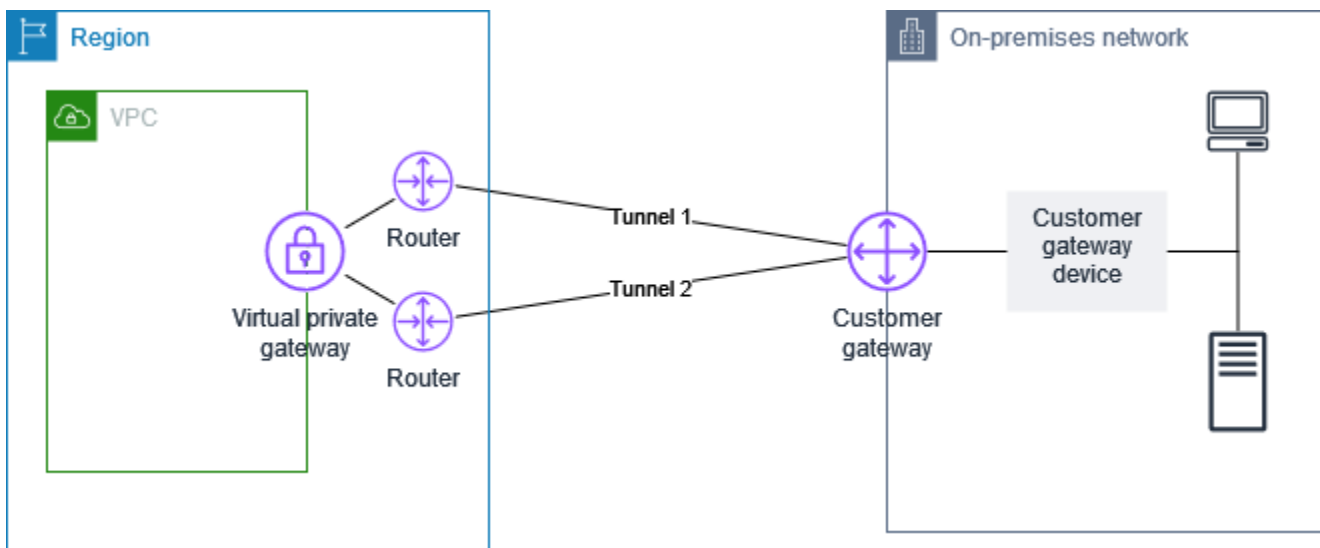 Region
On-premises network
VPC
Router
Tunnel 1
Customer
gateway
device
Tunnel 2
Virtual private
gateway
Customer
gateway
Router